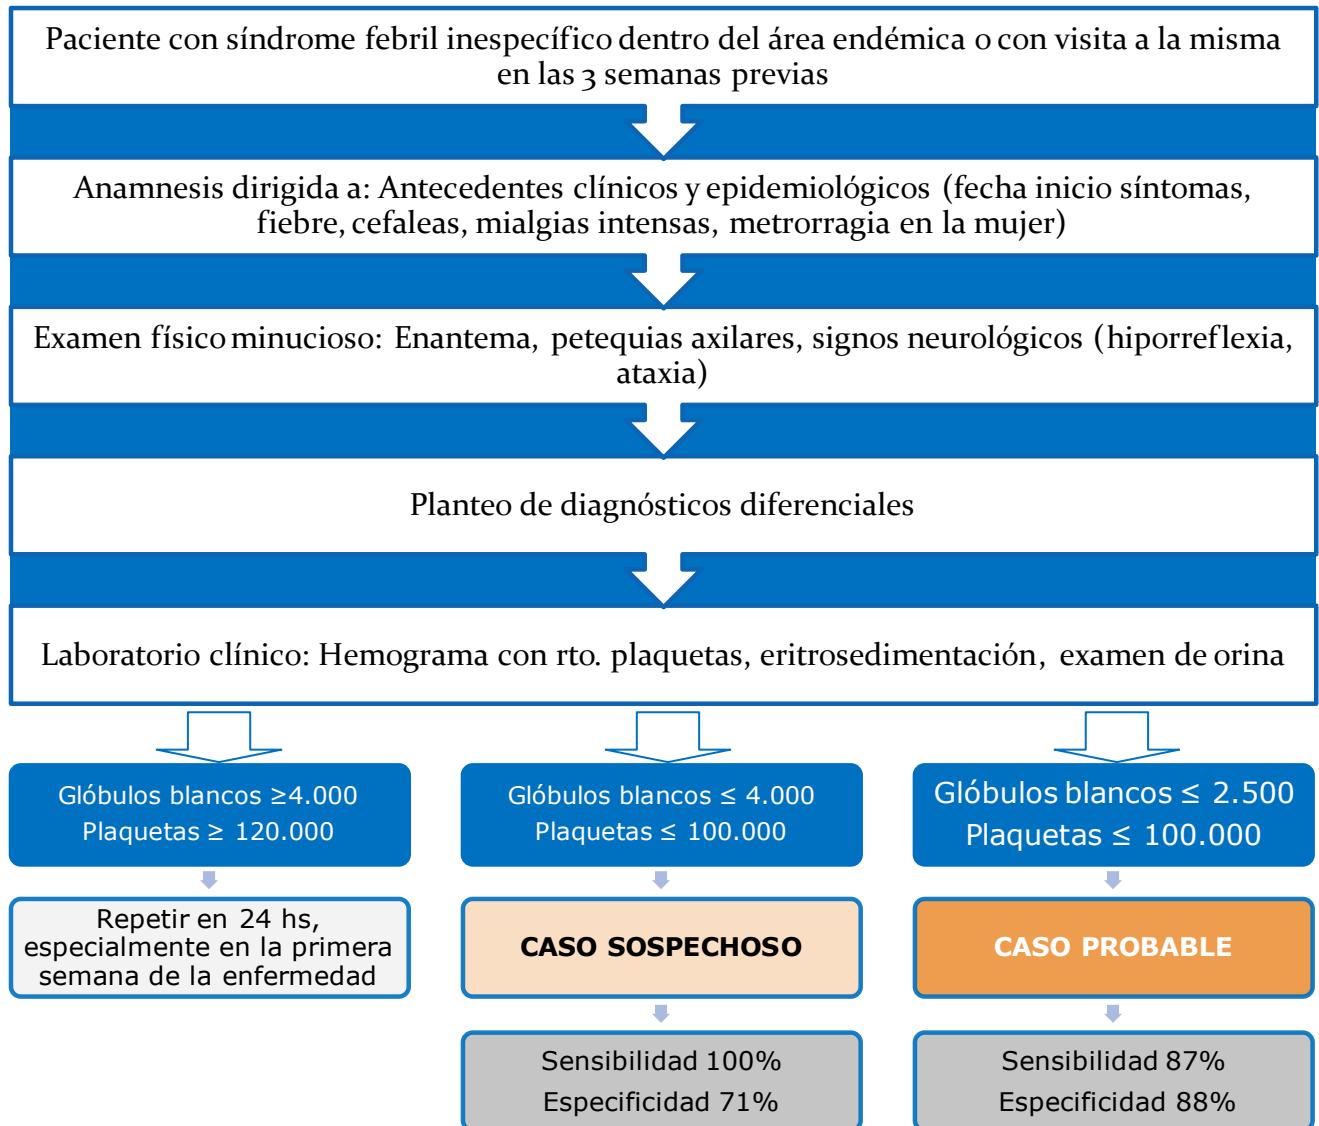 Paciente con síndrome febril inespecífico dentro del área endémica o con visita a la misma
en las 3 semanas previas
Anamnesis dirigida a: Antecedentes clínicos y epidemiológicos (fecha inicio síntomas,
fiebre, cefaleas, mialgias intensas, metrorragia en la mujer)
Examen físico minucioso: Enantema, petequias axilares, signos neurológicos (hiporreflexia,
ataxia)
Planteo de diagnósticos diferenciales
Laboratorio clínico: Hemograma con rto. plaquetas, eritrosedimentación, examen de orina
Glóbulos blancos ≥4.000
Plaquetas ≥ 120.000
Repetir en 24 hs,
especialmente en la primera
semana de la enfermedad
Glóbulos blancos ≤ 4.000
Plaquetas ≤ 100.000
CASO SOSPECHOSO
Sensibilidad 100%
Especificidad 71%
Glóbulos blancos ≤ 2.500
Plaquetas ≤ 100.000
CASO PROBABLE
Sensibilidad 87%
Especificidad 88%